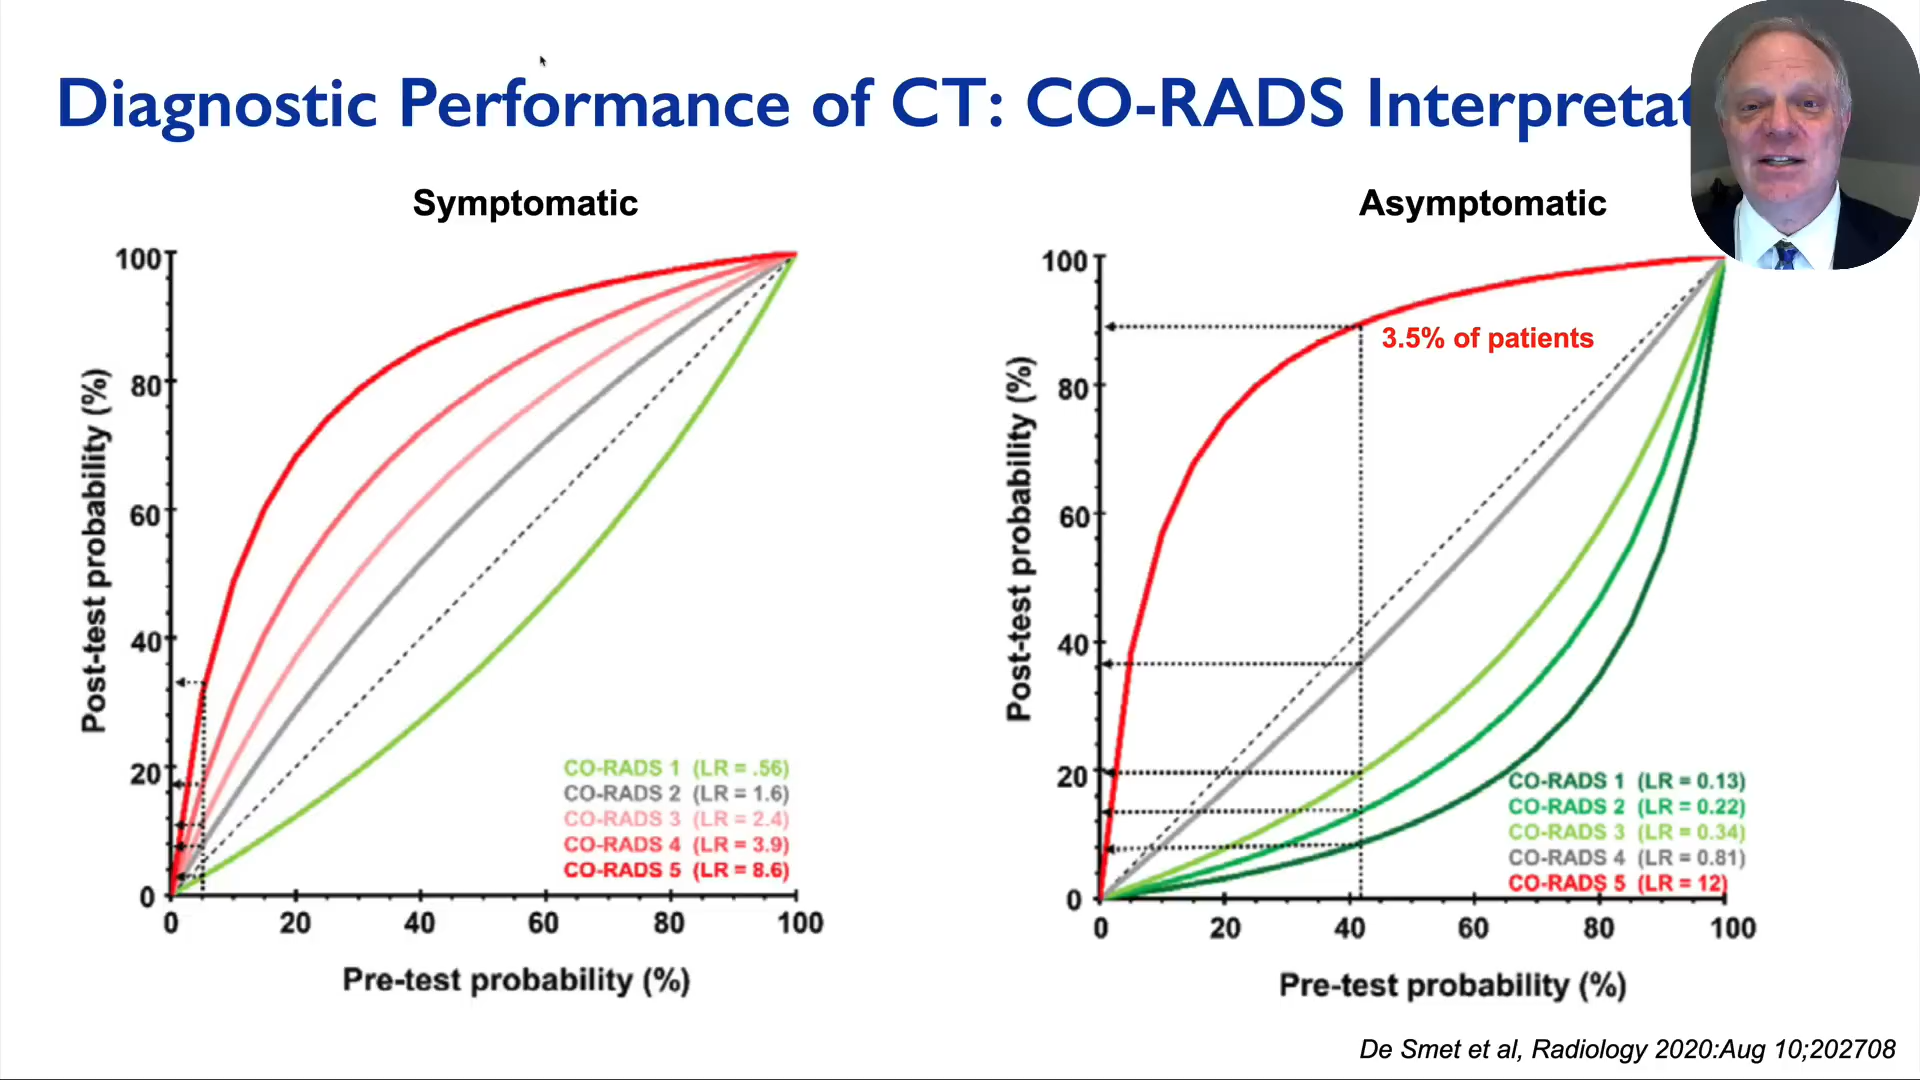 Diagnostic Performance of CT: CO-RADS Interpretat
Symptomatic
100
80
60
40
20
0
Post-test probability (%)
CO-RADS 1 (LR = .56)
CO-RADS 2 (LR = 1.6)
CO-RADS 3 (LR = 2.4)
CO-RADS 4 (LR = 3.9)
CO-RADS 5 (LR = 8.6)
0 20 40 60 80 100
Pre-test probability (%)
Asymptomatic
100
80
60
40
20
0
Post-test probability (%)
3.5% of patients
CO-RADS 1 (LR = 0.13)
CO-RADS 2 (LR = 0.22)
CO-RADS 3 (LR = 0.34)
CO-RADS 4 (LR = 0.81)
CO-RADS 5 (LR = 12)
0 20 40 60 80 100
Pre-test probability (%)
De Smet et al, Radiology 2020:Aug 10;202708